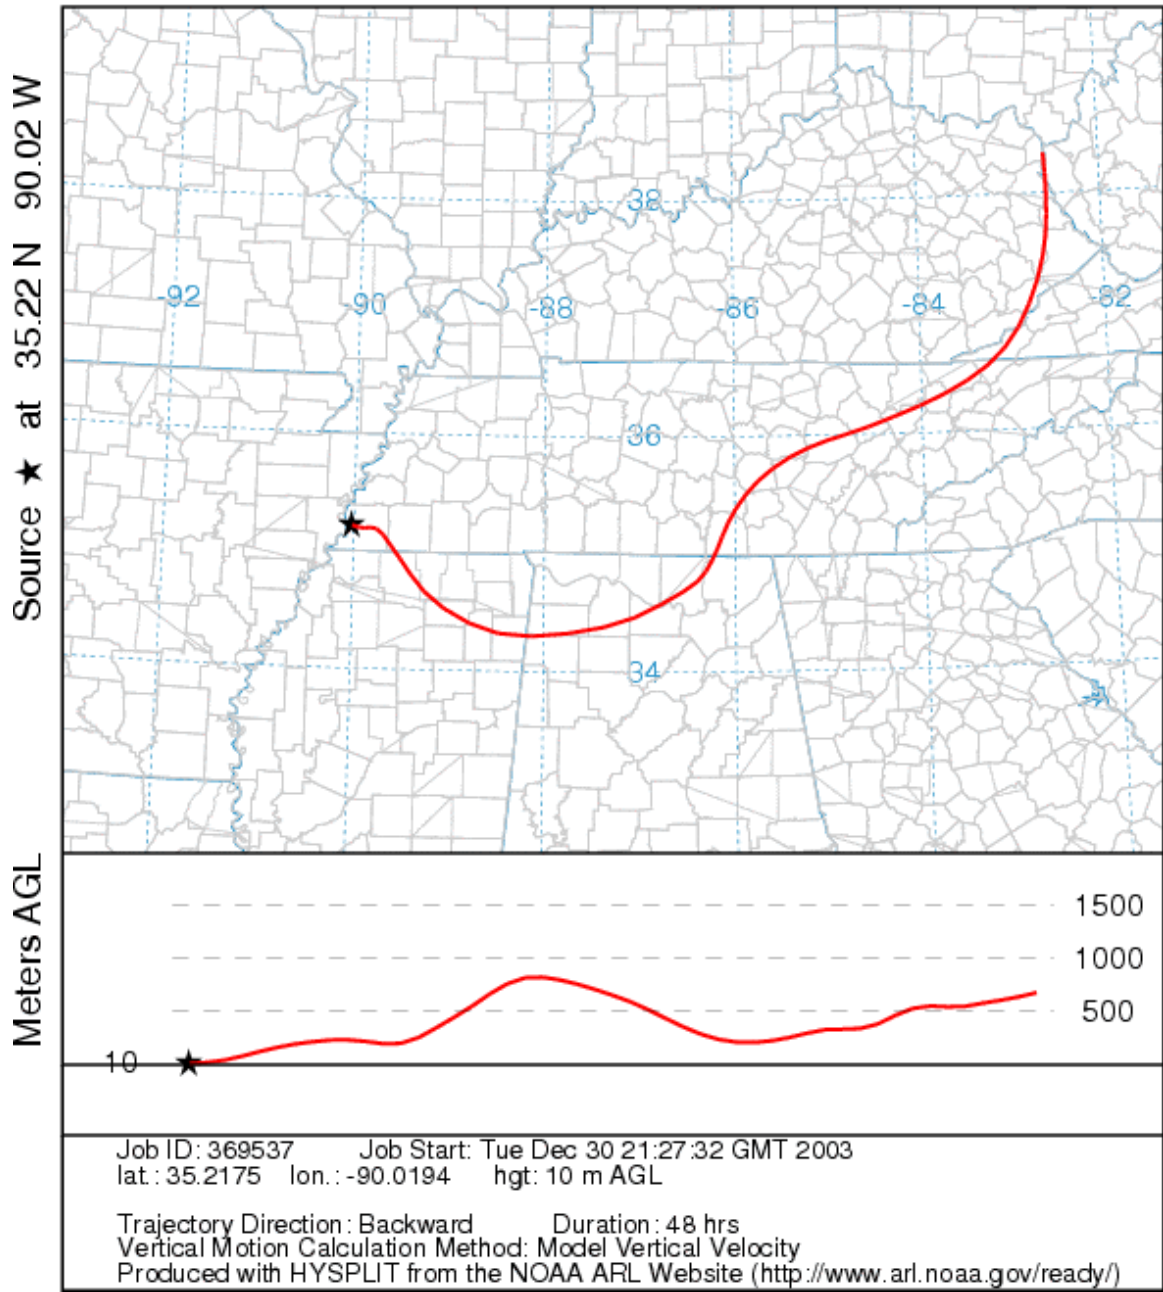 Source ★ at 35.22 N 90.02 W
38
-92
-90
-88
-86
-84
-82
36
34
Meters AGL
1500
1000
500
10
Job ID: 369537 Job Start: Tue Dec 30 21:27:32 GMT 2003
lat.: 35.2175 lon.: -90.0194 hgt: 10 m AGL
Trajectory Direction: Backward Duration: 48 hrs
Vertical Motion Calculation Method: Model Vertical Velocity
Produced with HYSPLIT from the NOAA ARL Website (http://www.arl.noaa.gov/ready/)